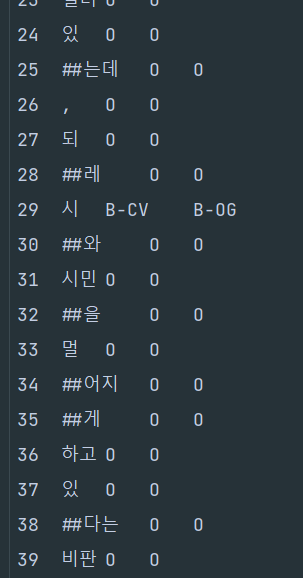 24 있 O O
25 ##는데 O O
26 , O O
27 되 O O
28 ##레 O O
29 시 B-CV B-OG
30 ##와 O O
31 시민 O O
32 ##을 O O
33 멀 O O
34 ##어지 O O
35 ##게 O O
36 하고 O O
37 있 O O
38 ##다는 O O
39 비판 O O